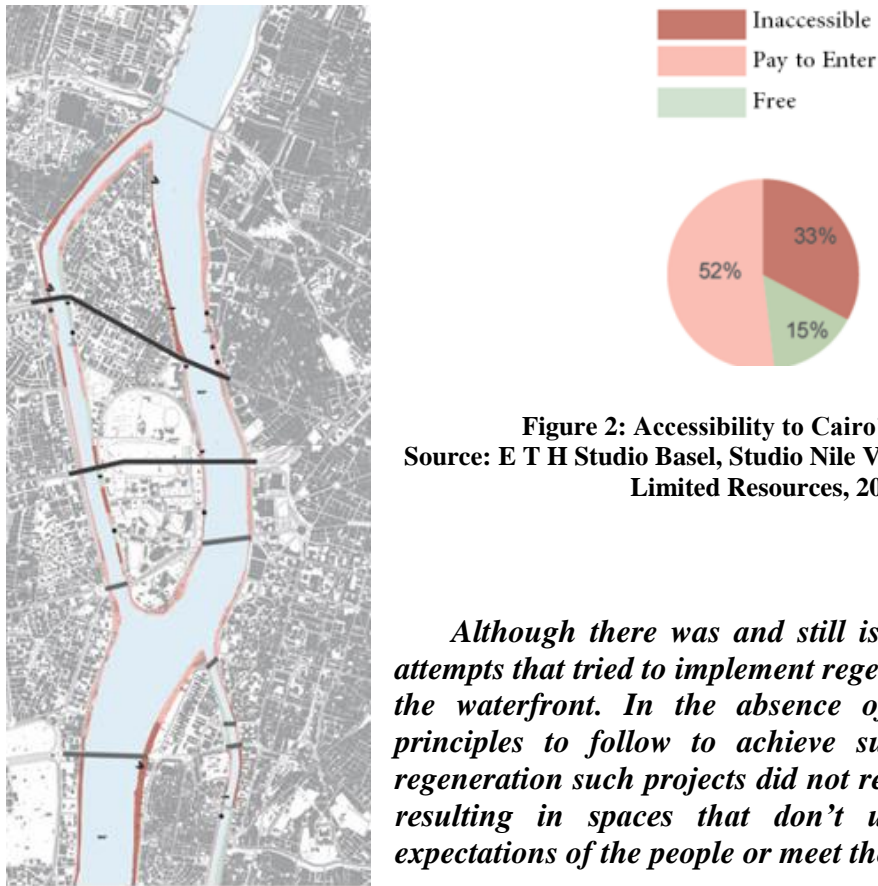 Inaccessible
Pay to Enter
Free
33%
52%
15%
Figure 2: Accessibility to Cairo
Source: E T H Studio Basel, Studio Nile V
Limited Resources, 20
Although there was and still is
attempts that tried to implement rege
the waterfront. In the absence of
principles to follow to achieve su
regeneration such projects did not re
resulting in spaces that don’t u
expectations of the people or meet the